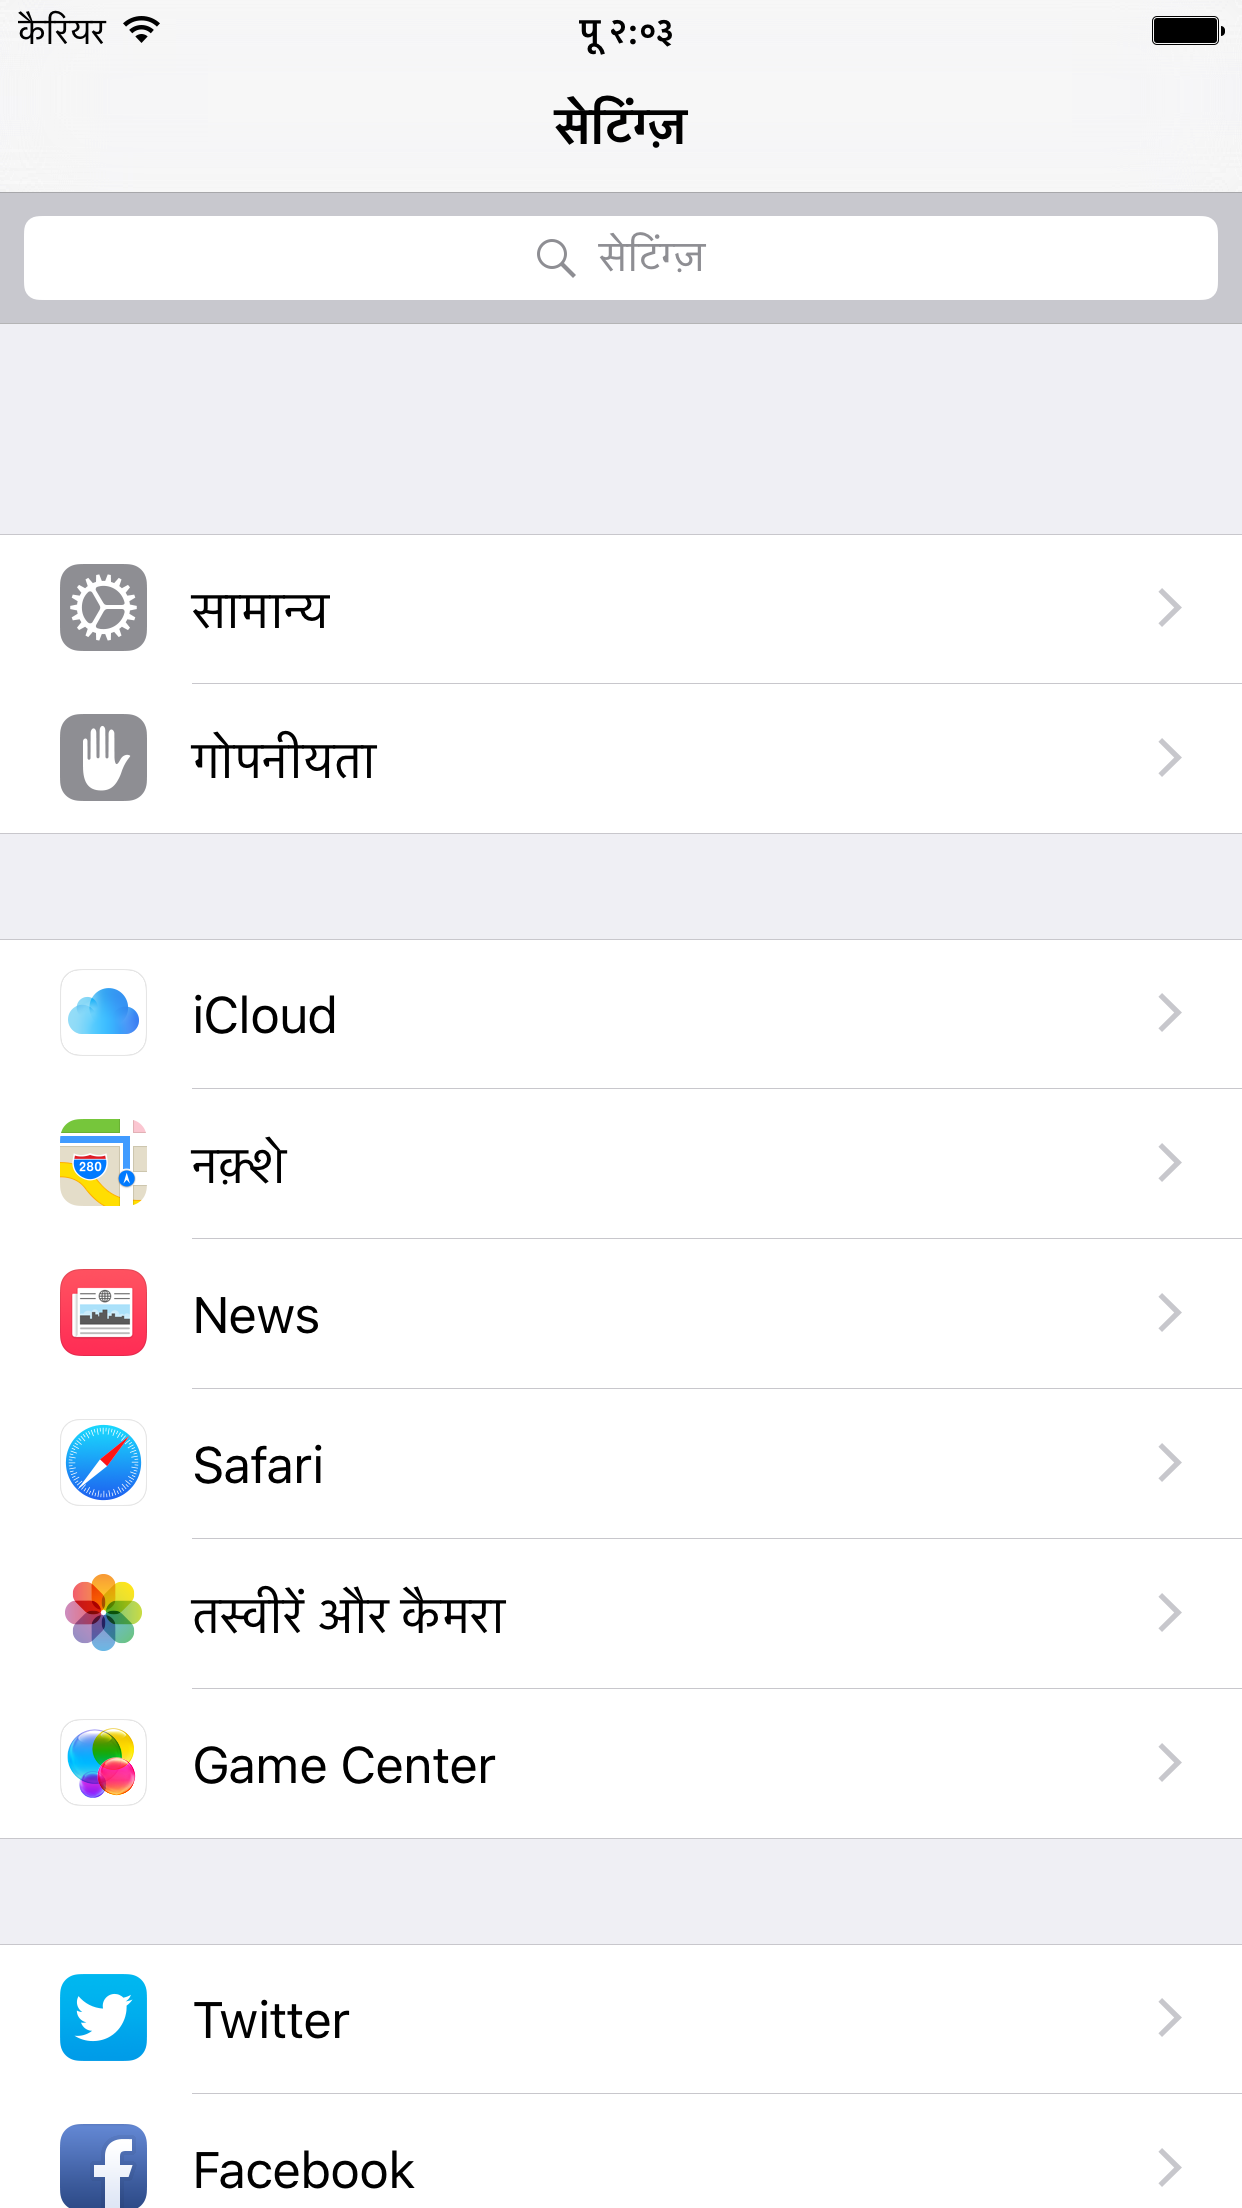 कैरियर पू २:०३
सेटिंग्ज़
सेटिंग्ज़
सामान्य
गोपनीयता
iCloud
280
नक़्शे
News
Safari
तस्वीरें और कैमरा
Game Center
Twitter
Facebook